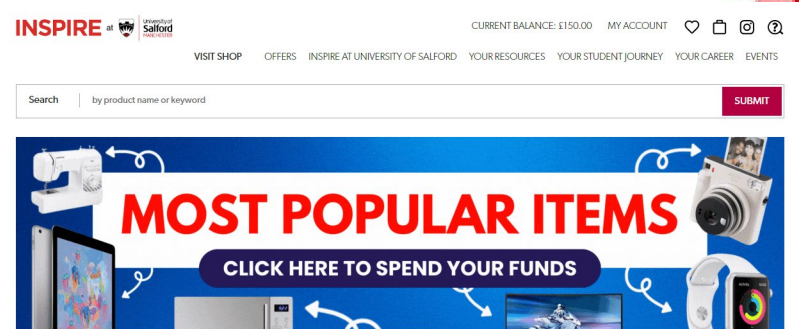 INSPIRE at University of Salford MANCHESTER
CURRENT BALANCE: £150.00 MY ACCOUNT
VISIT SHOP OFFERS INSPIRE AT UNIVERSITY OF SALFORD YOUR RESOURCES YOUR STUDENT JOURNEY YOUR CAREER EVENTS
Search by product name or keyword SUBMIT
MOST POPULAR ITEMS
CLICK HERE TO SPEND YOUR FUNDS